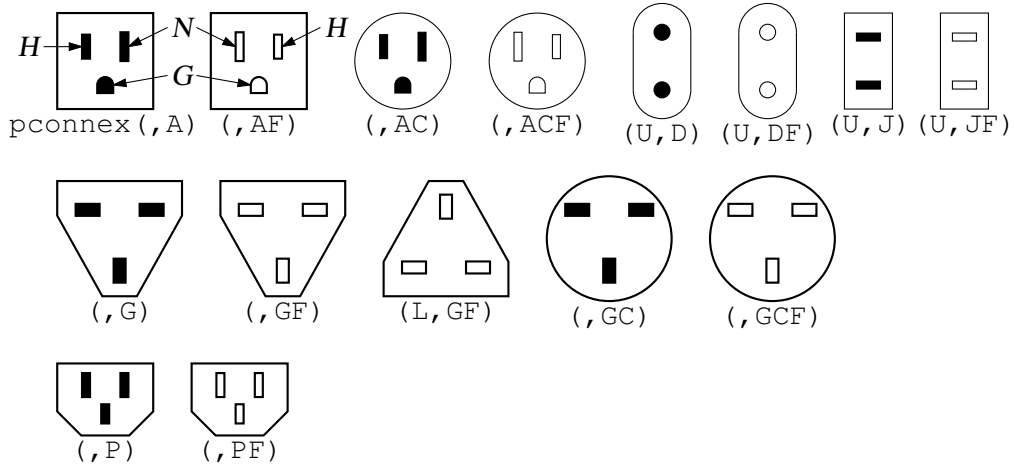 H N H
G
pconnex(,A) (,AF) (,AC) (,ACF) (U,D) (U,DF) (U,J) (U,JF)
(,G) (,GF) (L,GF) (,GC) (,GCF)
(,P) (,PF)